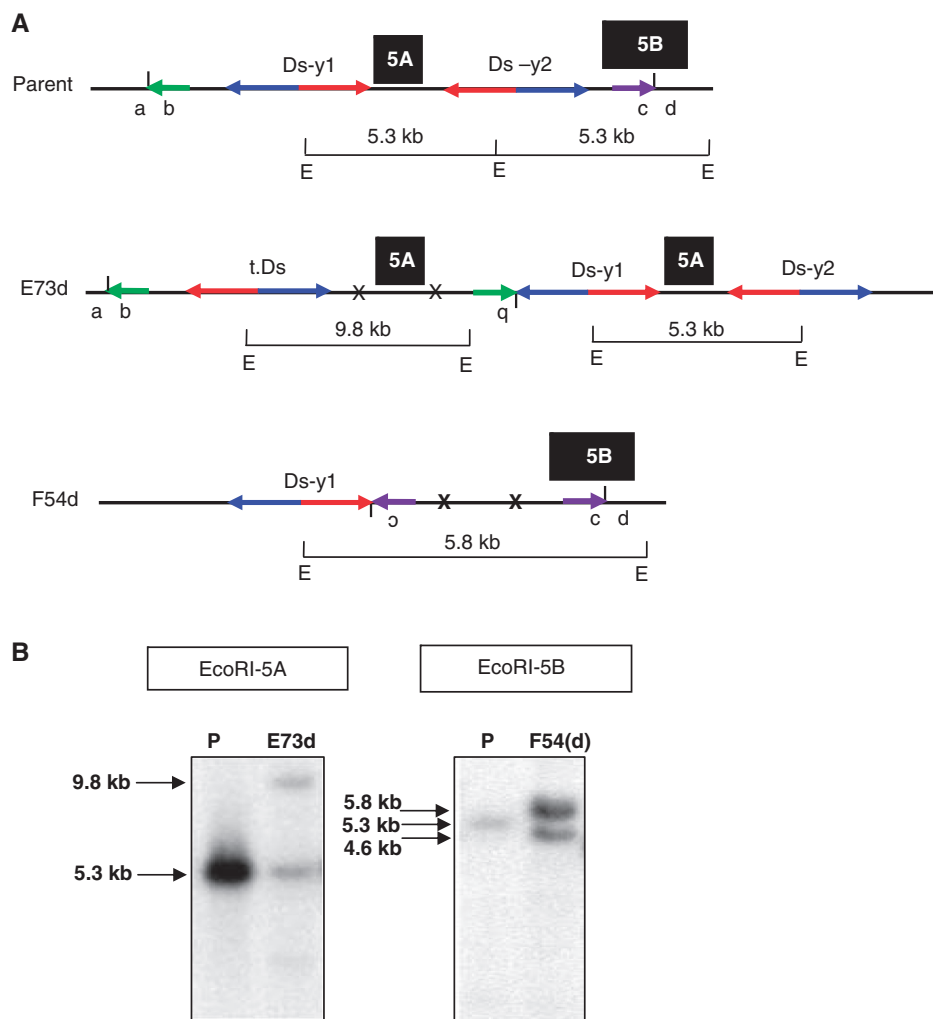 A
Parent
a
b
Ds-y1
5A
Ds –y2
5B
c
d
5.3 kb
5.3 kb
E
E
E
E73d
a
b
t.Ds
X
5A
X
q
Ds-y1
5A
Ds-y2
9.8 kb
5.3 kb
E
E
E
E
F54d
Ds-y1
ɔ
X
X
5B
c
d
5.8 kb
E
E
B
EcoRI-5A
EcoRI-5B
P
E73d
P
F54(d)
9.8 kb
5.3 kb
5.8 kb
5.3 kb
4.6 kb